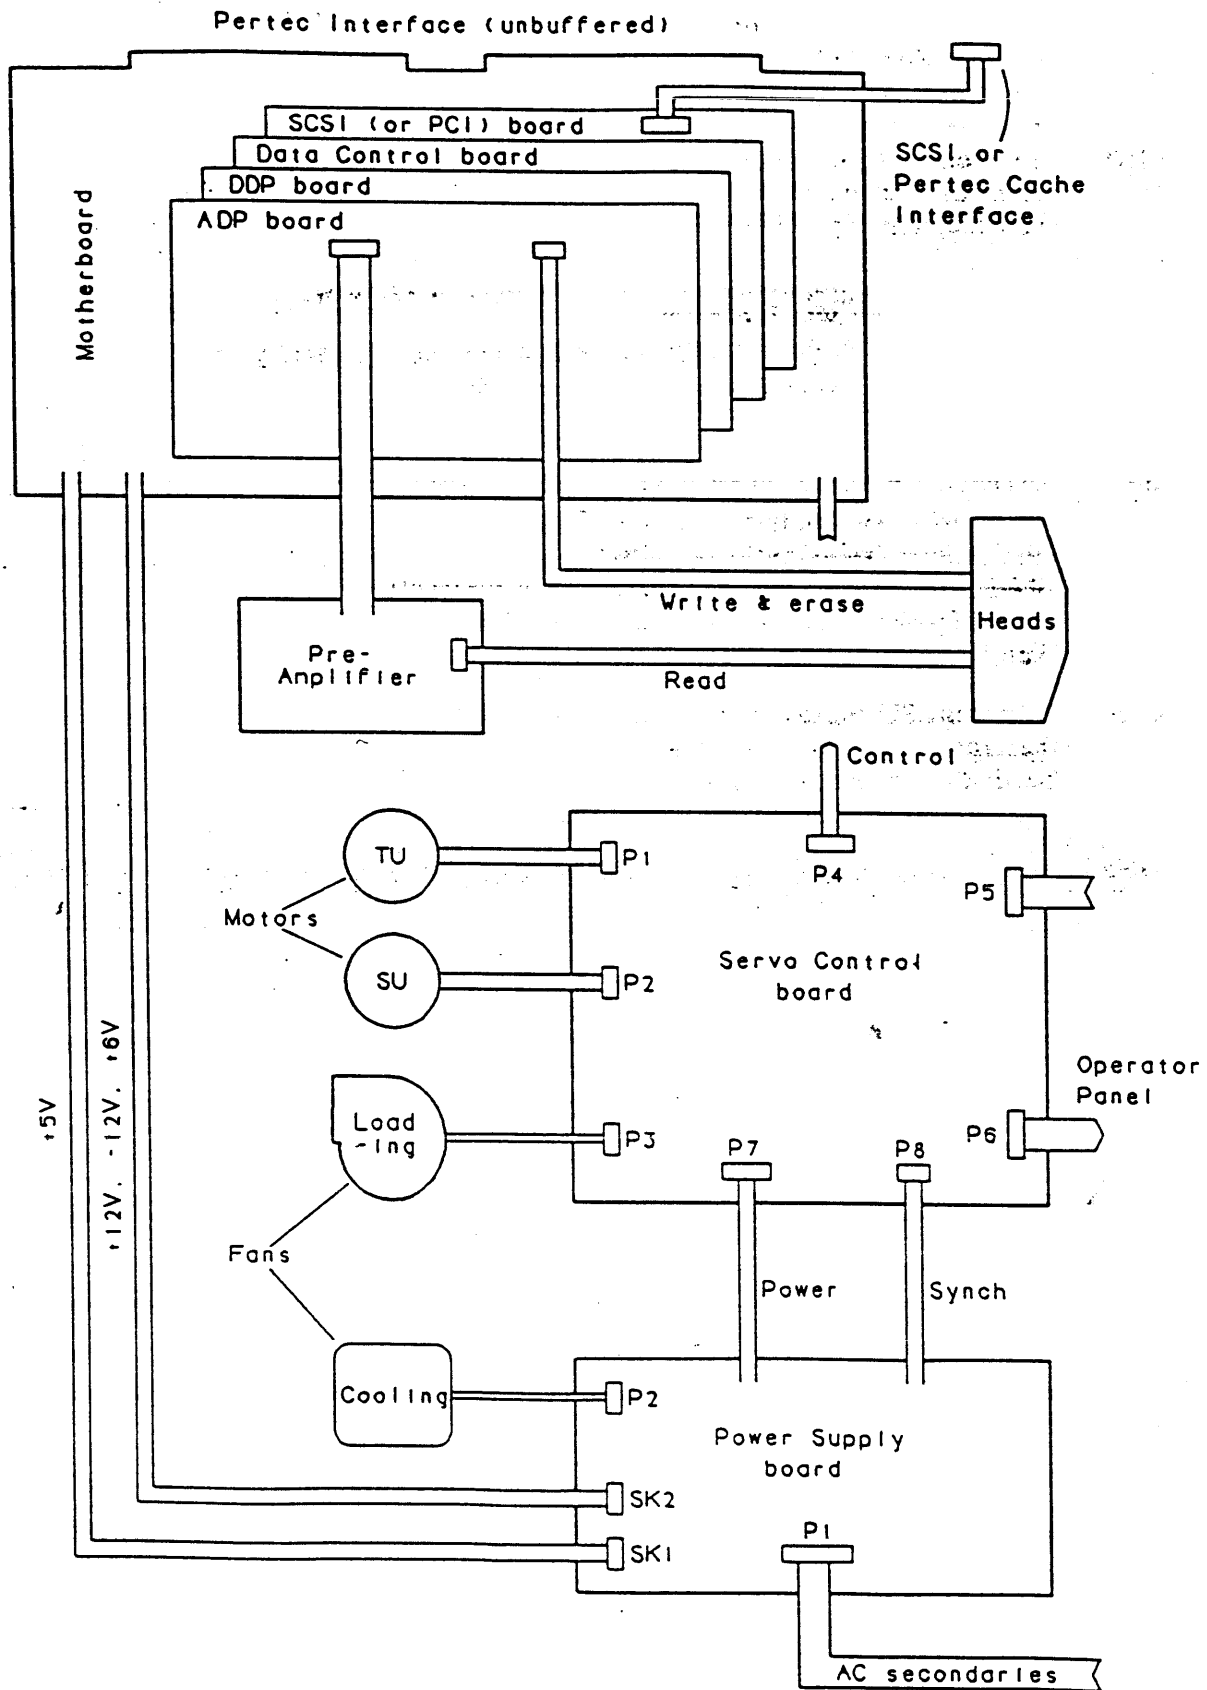 Pertec Interface (unbuffered)
SCSI (or PCI) board
Data Control board
DDP board
ADP board
Motherboard
SCSI or
Pertec Cache
Interface.
Write & erase
Heads
Pre-
Anplifier
Read
Control
TU
P1
P4
P5
Motors
SU
P2
Servo Control
board
+5V
+12V. -12V. +6V
Load
-ing
P3
P7
P8
P6
Operator
Panel
Fans
Power
Synch
Cooling
P2
Power Supply
board
SK2
SK1
P1
AC secondaries